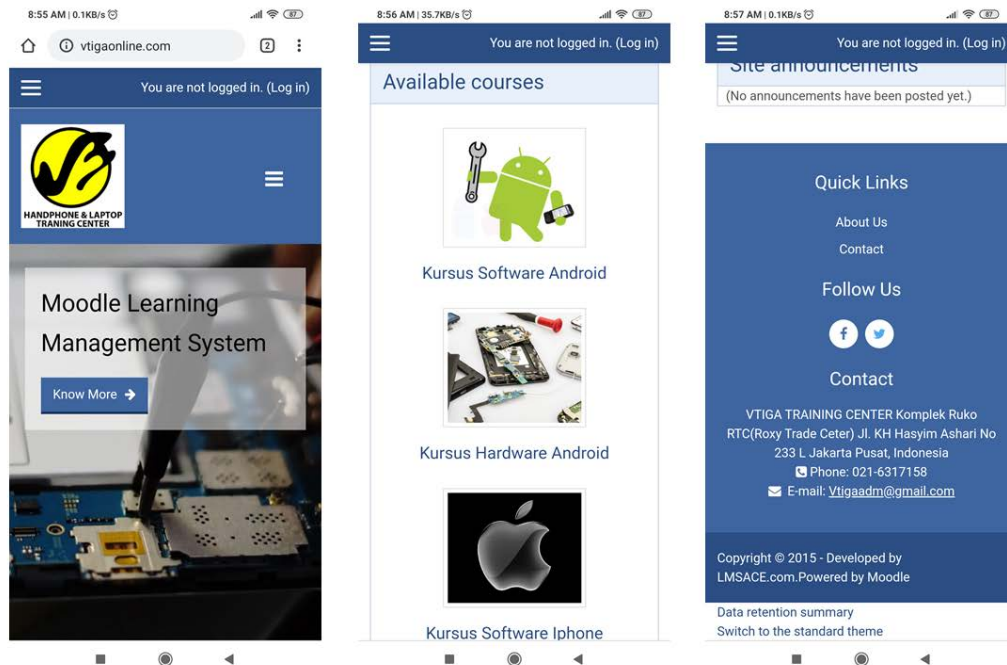 8:55 AM | 0.1KB/s
87
vtigaonline.com
2
You are not logged in. (Log in)
V3
HANDPHONE & LAPTOP
TRANING CENTER
Moodle Learning
Management System
Know More
8:56 AM | 35.7KB/s
87
You are not logged in. (Log in)
Available courses
Kursus Software Android
Kursus Hardware Android
Kursus Software Iphone
8:57 AM | 0.1KB/s
87
You are not logged in. (Log in)
Site announcements
(No announcements have been posted yet.)
Quick Links
About Us
Contact
Follow Us
Contact
VTIGA TRAINING CENTER Komplek Ruko
RTC(Roxy Trade Ceter) Jl. KH Hasyim Ashari No
233 L Jakarta Pusat, Indonesia
Phone: 021-6317158
E-mail: Vtigaadm@gmail.com
Copyright © 2015 - Developed by
LMSACE.com.Powered by Moodle
Data retention summary
Switch to the standard theme